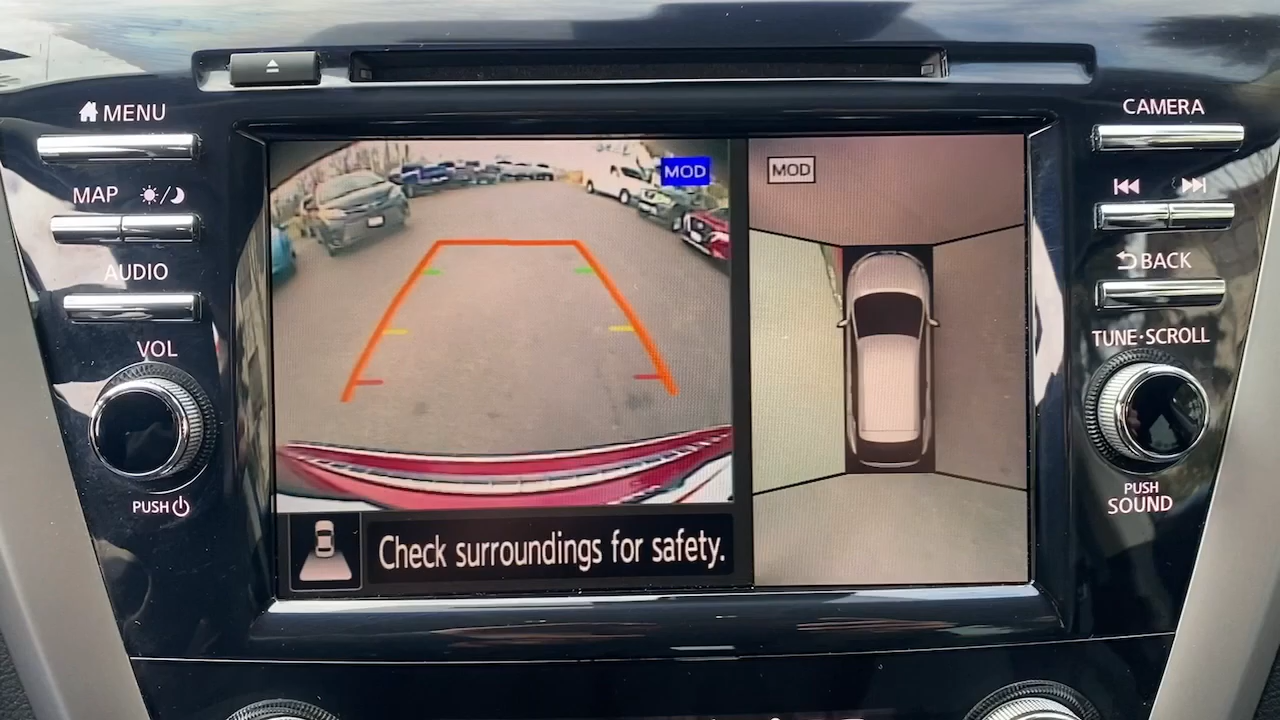 MENU
MAP
AUDIO
VOL
PUSH
MOD
Check surroundings for safety.
MOD
CAMERA
BACK
TUNE·SCROLL
PUSH
SOUND